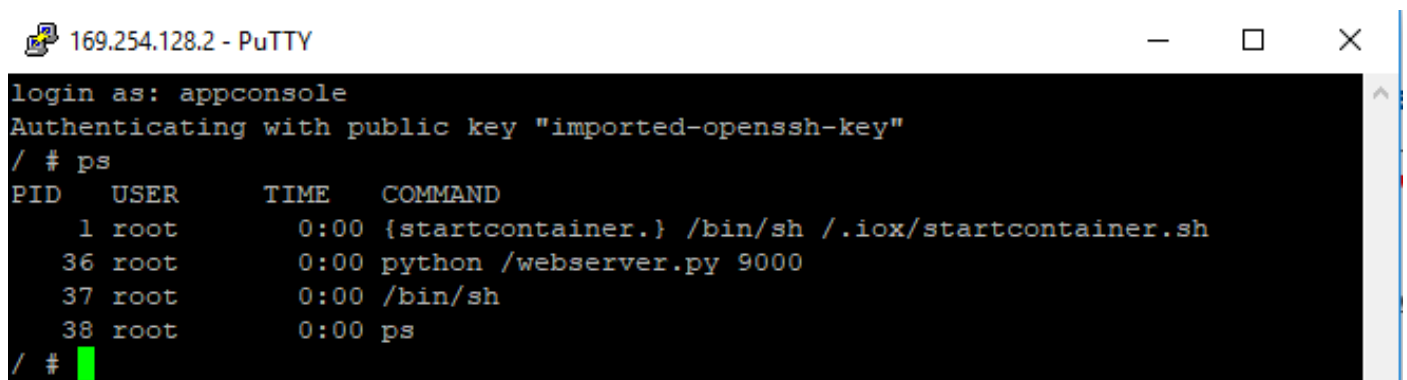 169.254.128.2 - PuTTY
login as: appconsole
Authenticating with public key "imported-openssh-key"
/ # ps
PID   USER     TIME   COMMAND
    1 root       0:00 {startcontainer.} /bin/sh /.iox/startcontainer.sh
   36 root       0:00 python /webserver.py 9000
   37 root       0:00 /bin/sh
   38 root       0:00 ps
/ #